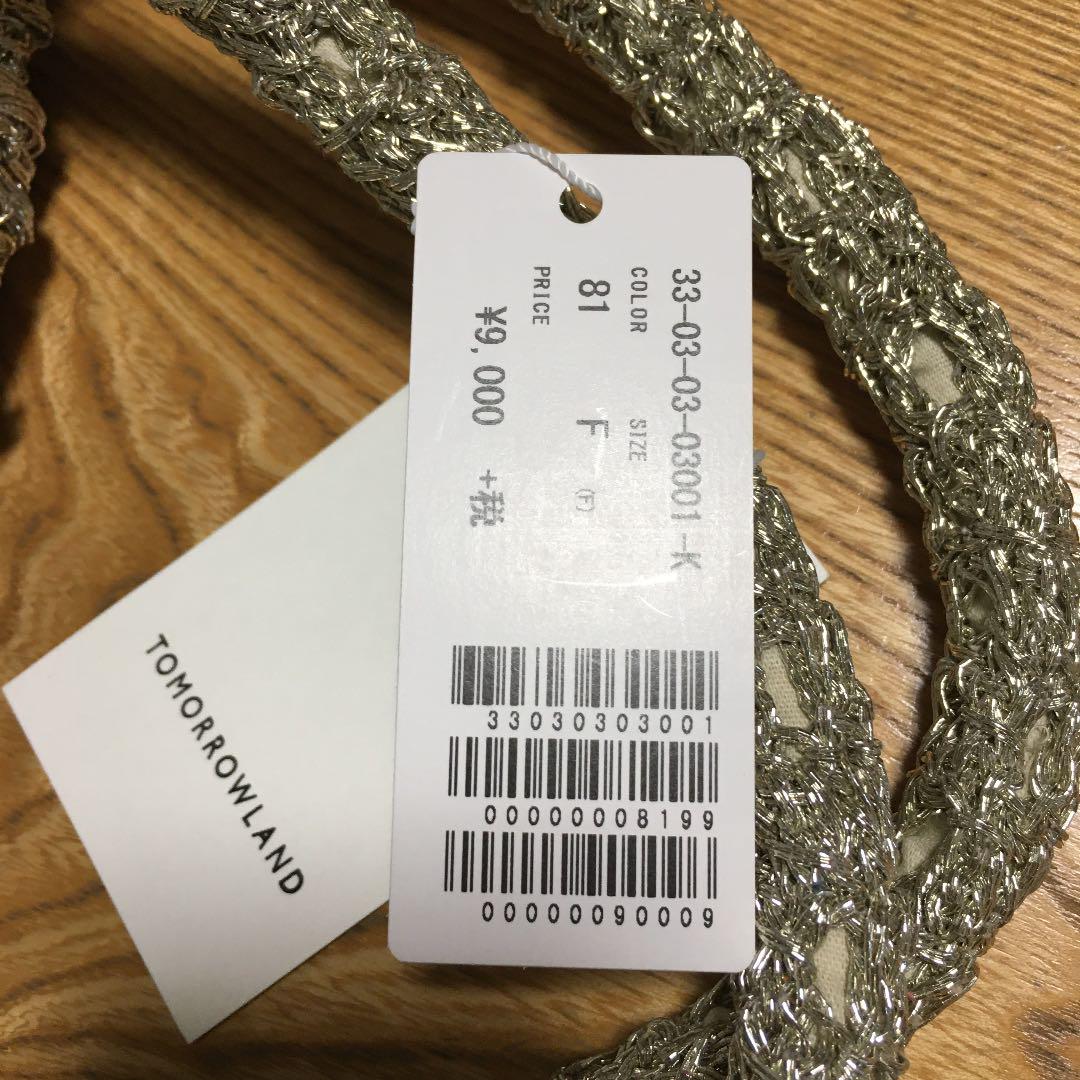 33-03-03-03001-K
COLOR SIZE
81 F (F)
PRICE
¥9,000 +税
33030303001
00000008199
00000090009
TOMORROWLAND